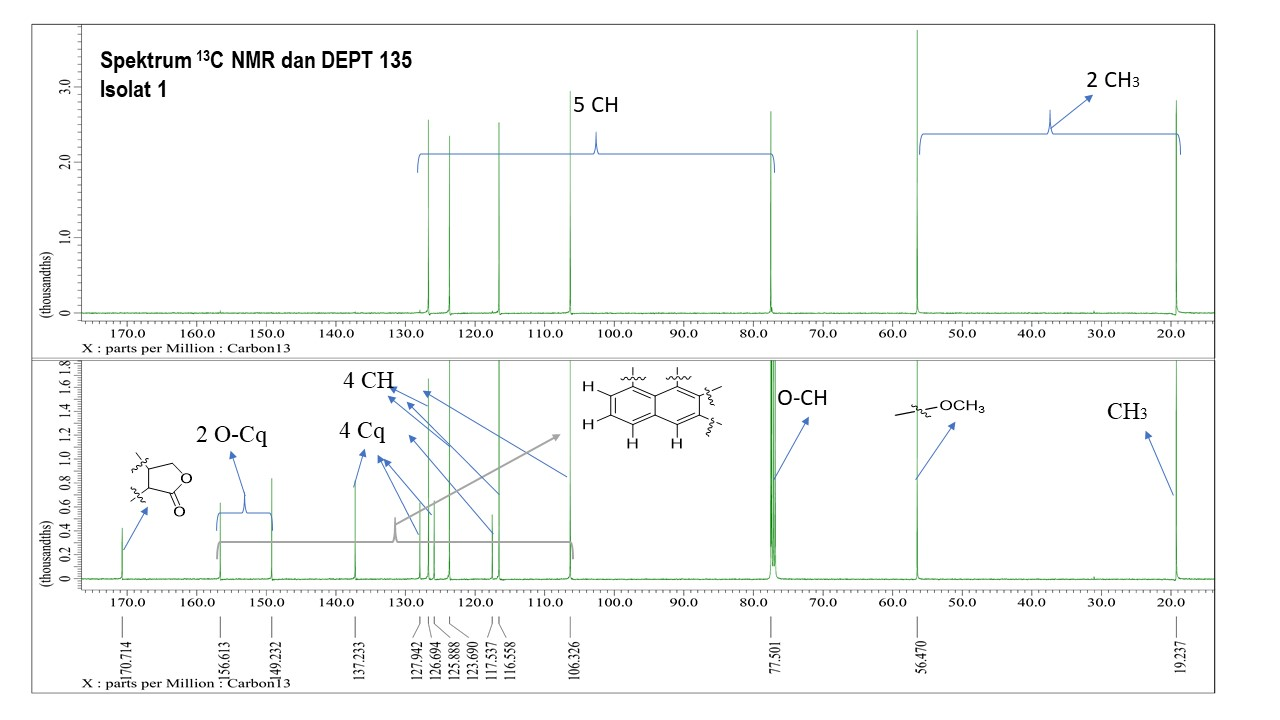 Spektrum ¹³C NMR dan DEPT 135
Isolat 1
5 CH
2 CH₃
(thousandths)
3.0
2.0
1.0
0
170.0 160.0 150.0 140.0 130.0 120.0 110.0 100.0 90.0 80.0 70.0 60.0 50.0 40.0 30.0 20.0
X : parts per Million : Carbon13
4 CH
4 Cq
2 O-Cq
O
O
H
H
H H
O-CH
OCH₃
CH₃
(thousandths)
1.8
1.6
1.4
1.2
1.0
0.8
0.6
0.4
0.2
0
170.0 160.0 150.0 140.0 130.0 120.0 110.0 100.0 90.0 80.0 70.0 60.0 50.0 40.0 30.0 20.0
170.714 156.613 149.232 137.233 127.942 126.694 125.888 123.690 117.537 116.558 106.326 77.501 56.470 19.237
X : parts per Million : Carbon13